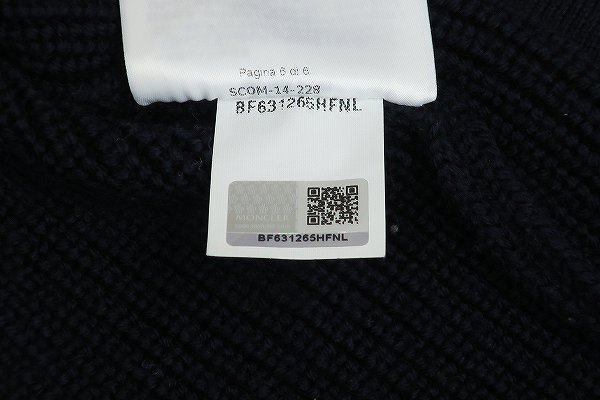 Pagina 6 di 6
SCOM-14-228
BF631265HFNL
MONCLER
BF631265HFNL